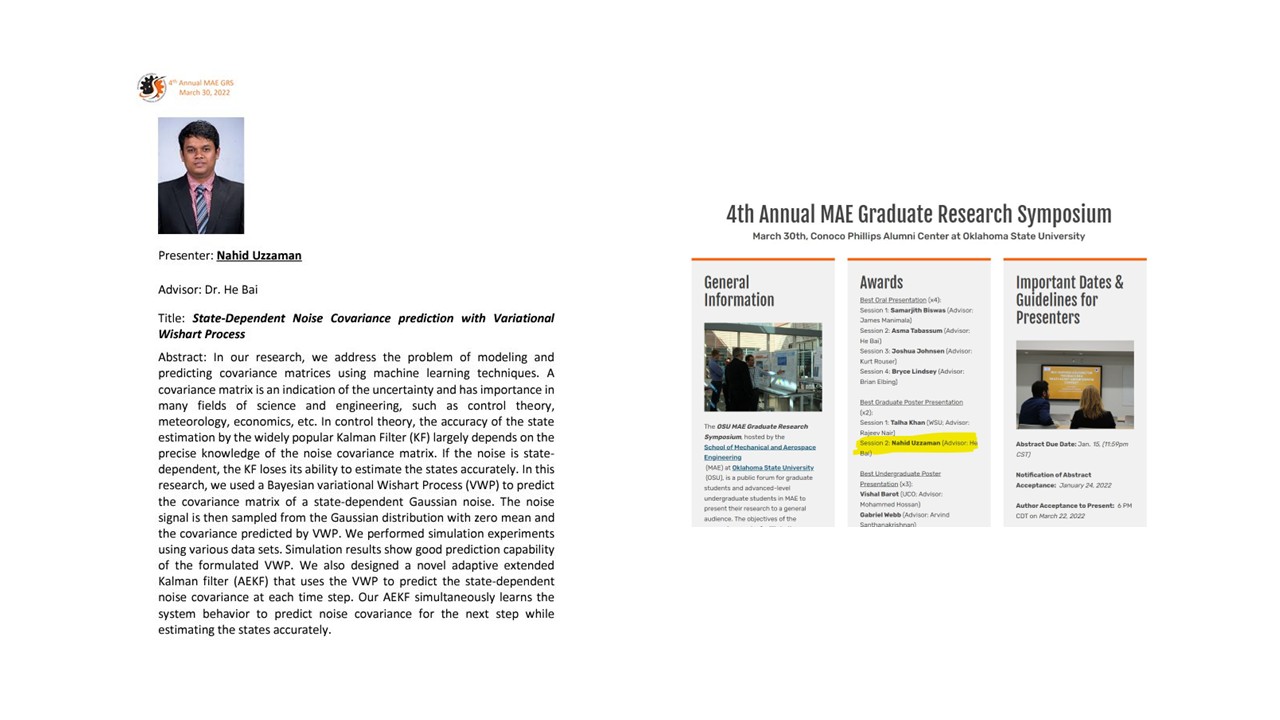 4th Annual MAE GRS
March 30, 2022
Presenter: Nahid Uzzaman
Advisor: Dr. He Bai
Title: State-Dependent Noise Covariance prediction with Variational
Wishart Process
Abstract: In our research, we address the problem of modeling and
predicting covariance matrices using machine learning techniques. A
covariance matrix is an indication of the uncertainty and has importance in
many fields of science and engineering, such as control theory,
meteorology, economics, etc. In control theory, the accuracy of the state
estimation by the widely popular Kalman Filter (KF) largely depends on the
precise knowledge of the noise covariance matrix. If the noise is state-
dependent, the KF loses its ability to estimate the states accurately. In this
research, we used a Bayesian variational Wishart Process (VWP) to predict
the covariance matrix of a state-dependent Gaussian noise. The noise
signal is then sampled from the Gaussian distribution with zero mean and
the covariance predicted by VWP. We performed simulation experiments
using various data sets. Simulation results show good prediction capability
of the formulated VWP. We also designed a novel adaptive extended
Kalman filter (AEKF) that uses the VWP to predict the state-dependent
noise covariance at each time step. Our AEKF simultaneously learns the
system behavior to predict noise covariance for the next step while
estimating the states accurately.
4th Annual MAE Graduate Research Symposium
March 30th, Conoco Phillips Alumni Center at Oklahoma State University
General
Information
The OSU MAE Graduate Research
Symposium, hosted by the
School of Mechanical and Aerospace
Engineering
(MAE) at Oklahoma State University
(OSU), is a public forum for graduate
students and advanced-level
undergraduate students in MAE to
present their research to a general
audience. The objectives of the
Awards
Best Oral Presentation (x4):
Session 1: Samarjith Biswas (Advisor:
James Manimala)
Session 2: Asma Tabassum (Advisor:
He Bai)
Session 3: Joshua Johnsen (Advisor:
Kurt Rouser)
Session 4: Bryce Lindsey (Advisor:
Brian Elbing)
Best Graduate Poster Presentation
(x2):
Session 1: Talha Khan (WSU; Advisor:
Rajeev Nair)
Session 2: Nahid Uzzaman (Advisor: He
Bai)
Best Undergraduate Poster
Presentation (x3):
Vishal Barot (UCO; Advisor:
Mohammed Hossan)
Gabriel Webb (Advisor: Arvind
Santhanakrishnan)
Important Dates &
Guidelines for
Presenters
Abstract Due Date: Jan. 15, (11:59pm
CST)
Notification of Abstract
Acceptance: January 24, 2022
Author Acceptance to Present: 6 PM
CDT on March 22, 2022